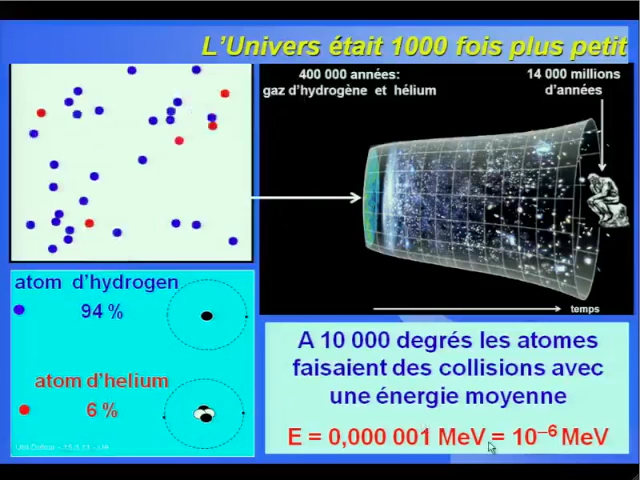 L'Univers était 1000 fois plus petit
400 000 années:
gaz d'hydrogène et hélium
14 000 millions
d'années
temps
atom d'hydrogen
94 %
atom d'helium
6 %
A 10 000 degrés les atomes
faisaient des collisions avec
une énergie moyenne
E = 0,000 001 MeV = 10⁻⁶ MeV